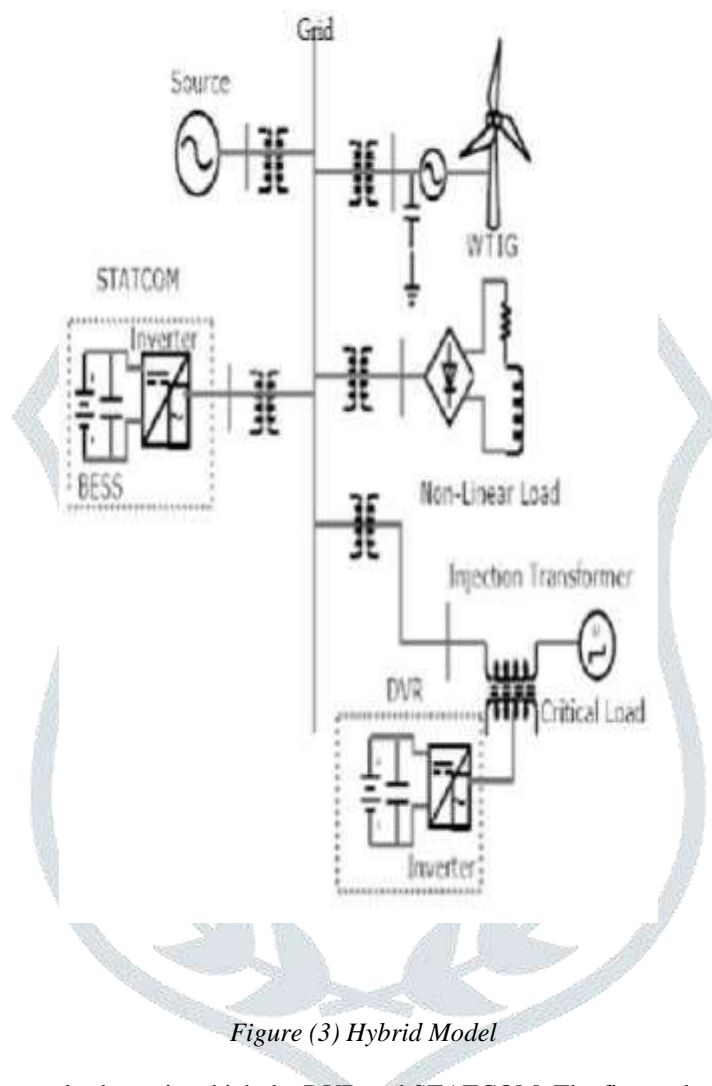 Grid
Source
WTIG
STATCOM
Inverter
BESS
Non-Linear Load
Injection Transformer
DVR
Critical Load
Inverter
Figure (3) Hybrid Model